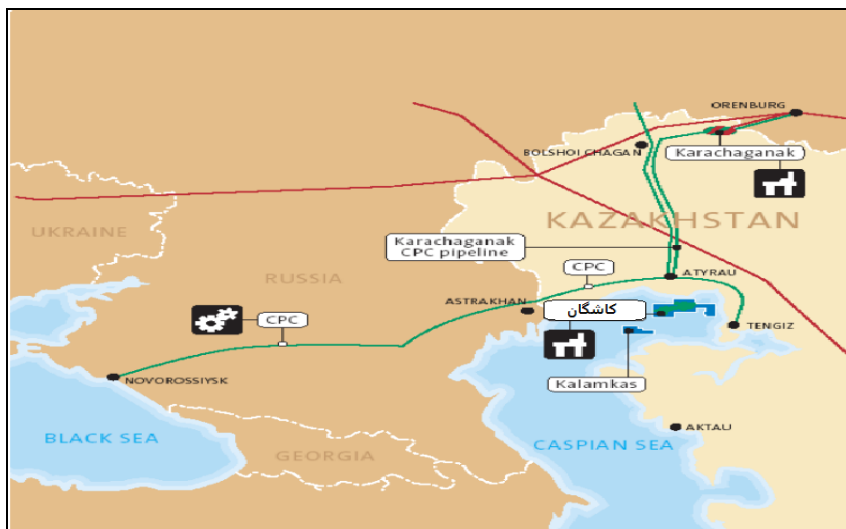 ORENBURG
BOLSHOI CHAGAN
Karachaganak
KAZAKHSTAN
UKRAINE
Karachaganak
CPC pipeline
CPC
ATYRAU
RUSSIA
ASTRAKHAN
کاشگان
CPC
TENGIZ
NOVOROSSIYSK
Kalamkas
AKTAU
BLACK SEA
CASPIAN SEA
GEORGIA